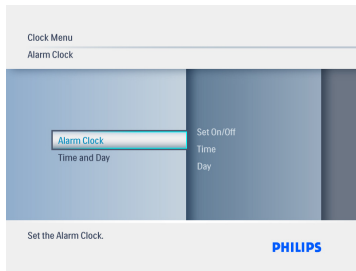 Clock Menu
Alarm Clock
Alarm Clock
Time and Day
Set On/Off
Time
Day
Set the Alarm Clock.
PHILIPS